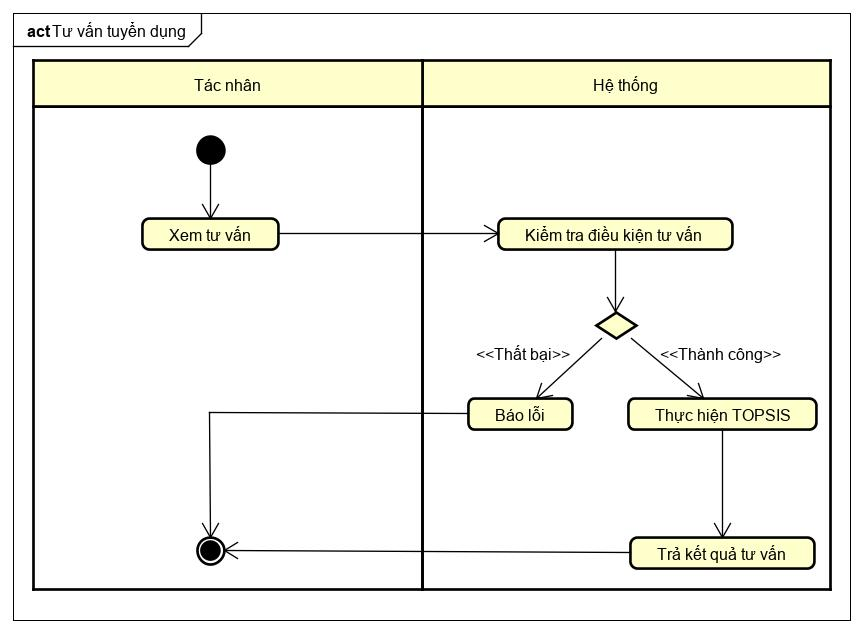 act Tư vấn tuyển dụng
Tác nhân
Hệ thống
Xem tư vấn
Kiểm tra điều kiện tư vấn
<<Thất bại>>
<<Thành công>>
Báo lỗi
Thực hiện TOPSIS
Trả kết quả tư vấn